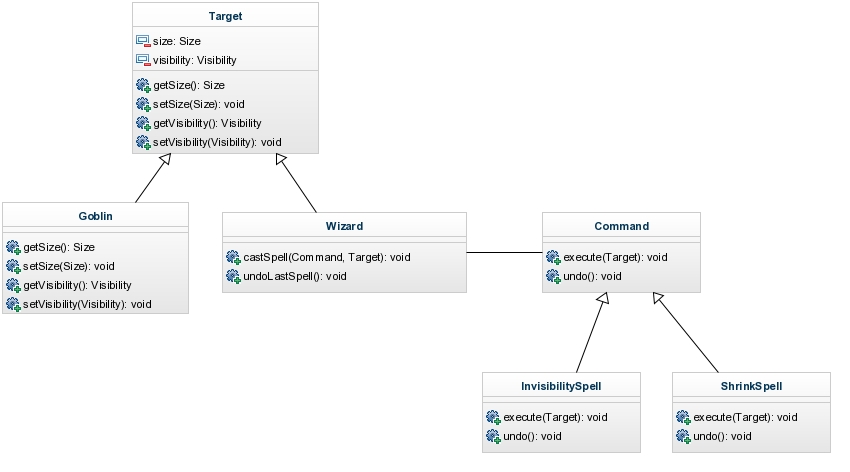 Target
size: Size
visibility: Visibility
getSize(): Size
setSize(Size): void
getVisibility(): Visibility
setVisibility(Visibility): void
Goblin
getSize(): Size
setSize(Size): void
getVisibility(): Visibility
setVisibility(Visibility): void
Wizard
castSpell(Command, Target): void
undoLastSpell(): void
Command
execute(Target): void
undo(): void
InvisibilitySpell
execute(Target): void
undo(): void
ShrinkSpell
execute(Target): void
undo(): void